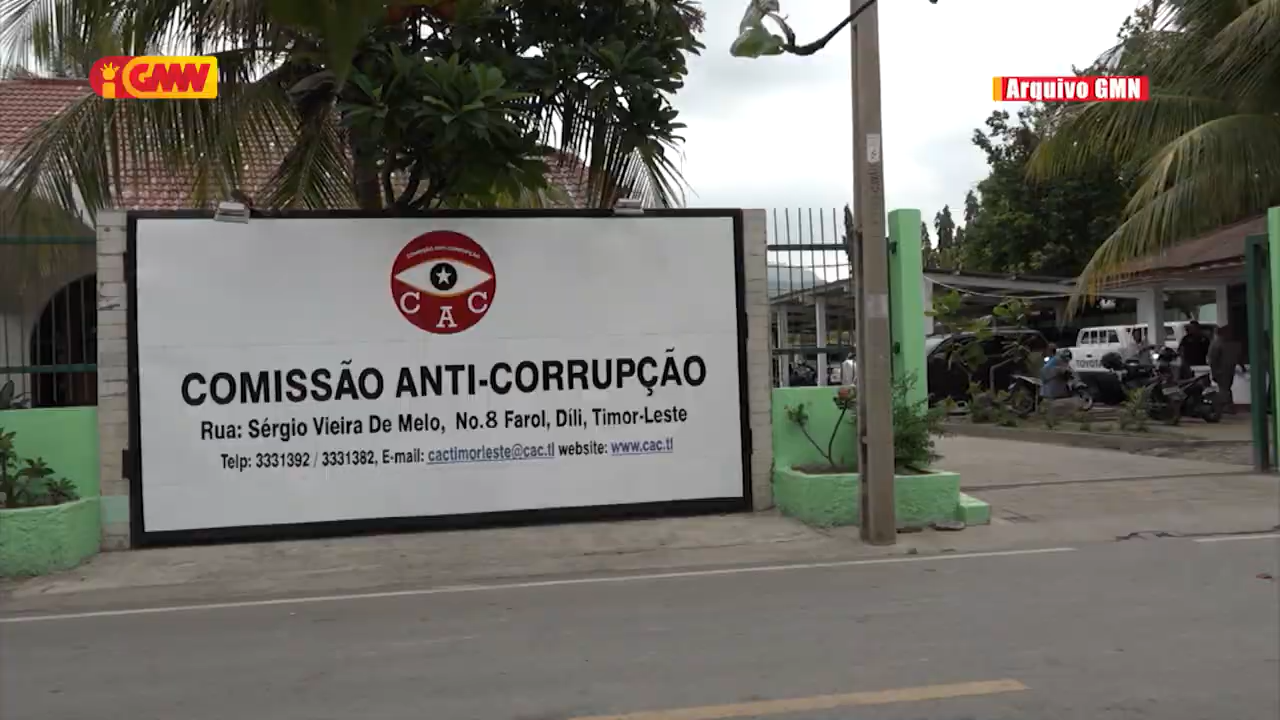 GMN
Arquivo GMN
COMISSÃO ANTI-CORRUPÇÃO
C A C
COMISSÃO ANTI-CORRUPÇÃO
Rua: Sérgio Vieira De Melo, No.8 Farol, Díli, Timor-Leste
Telp: 3331392 / 3331382, E-mail: cactimorleste@cac.tl website: www.cac.tl
TOYOTA